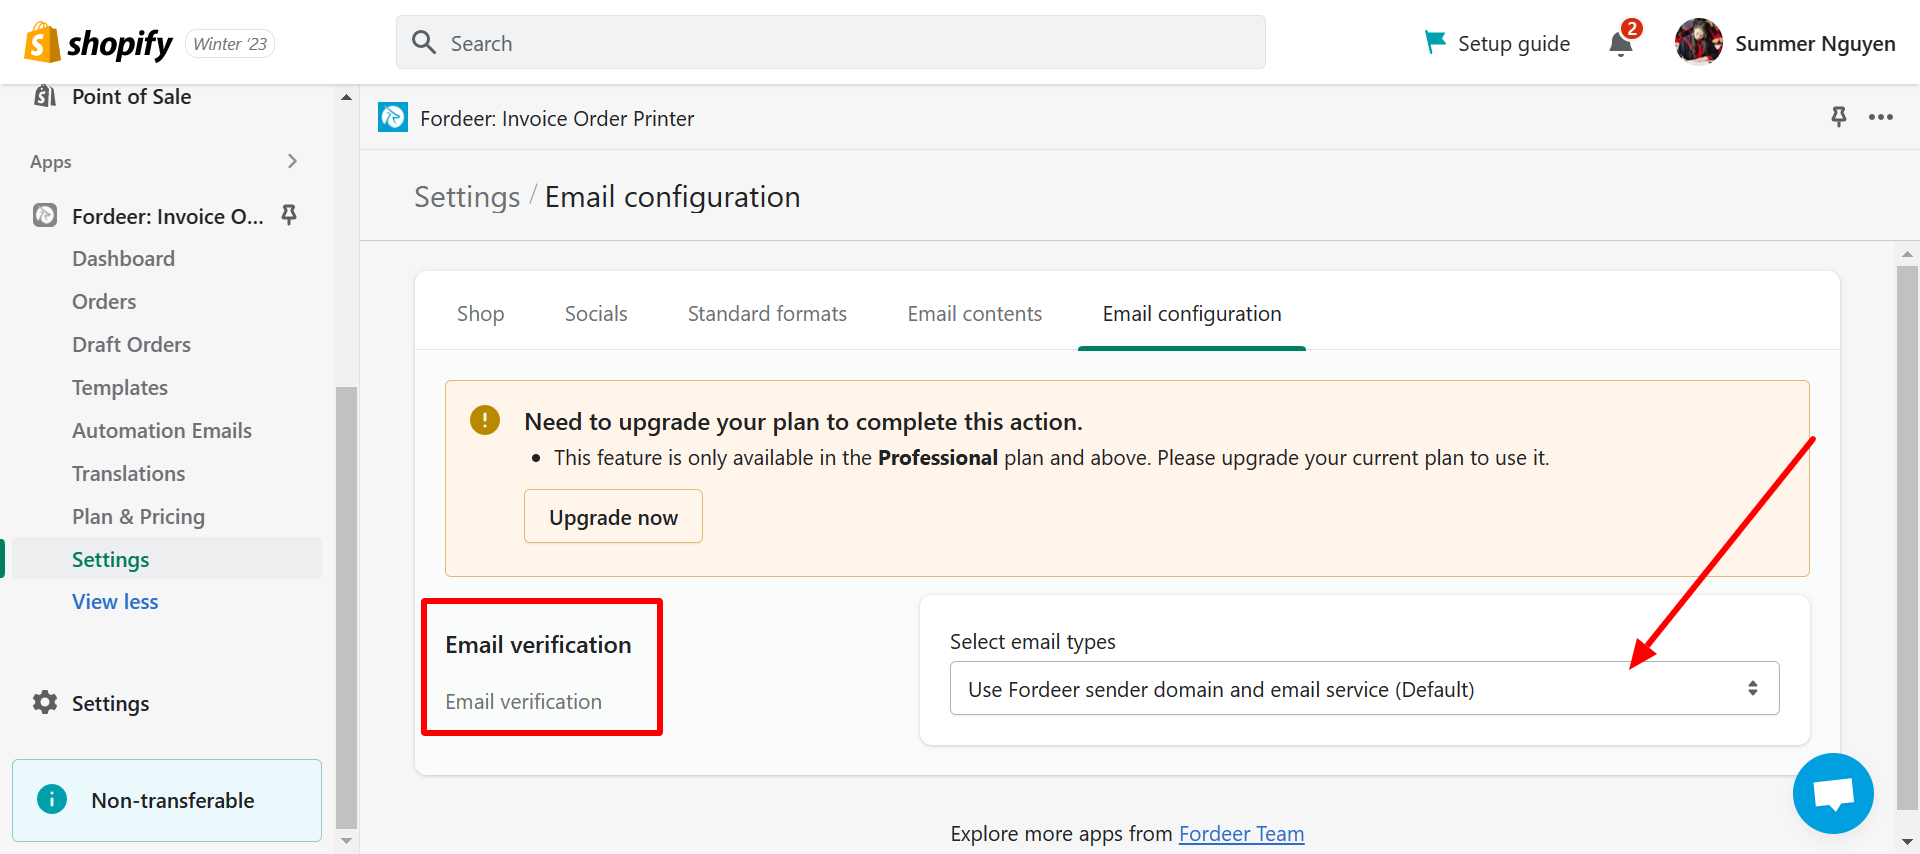 shopify
Winter ‘23
Search
Setup guide
2
Summer Nguyen
Point of Sale
Apps
Fordeer: Invoice O...
Dashboard
Orders
Draft Orders
Templates
Automation Emails
Translations
Plan & Pricing
Settings
View less
Settings
Non-transferable
Fordeer: Invoice Order Printer
Settings / Email configuration
Shop
Socials
Standard formats
Email contents
Email configuration
Need to upgrade your plan to complete this action.
• This feature is only available in the Professional plan and above. Please upgrade your current plan to use it.
Upgrade now
Email verification
Email verification
Select email types
Use Fordeer sender domain and email service (Default)
Explore more apps from Fordeer Team